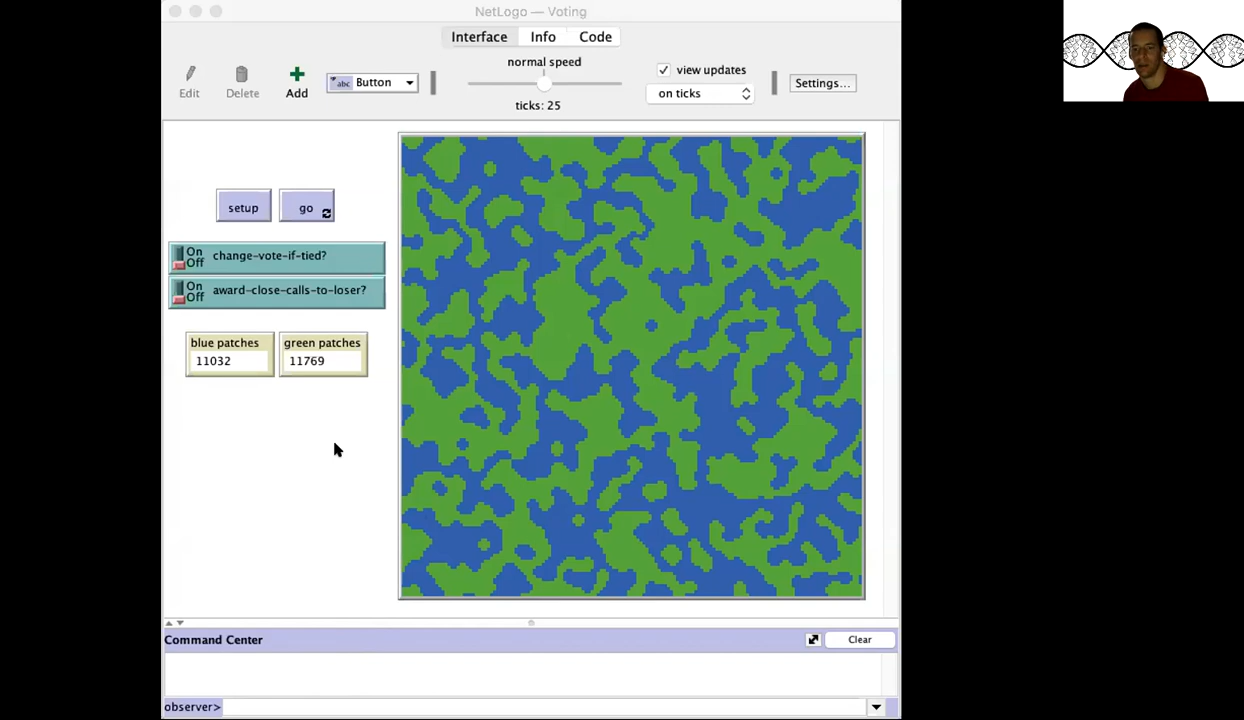 NetLogo — Voting
Interface
Info
Code
normal speed
view updates
Edit
Delete
Add
abc Button
Settings...
on ticks
ticks: 25
setup
go
On
Off
change-vote-if-tied?
On
Off
award-close-calls-to-loser?
blue patches
green patches
11032
11769
Command Center
Clear
observer>